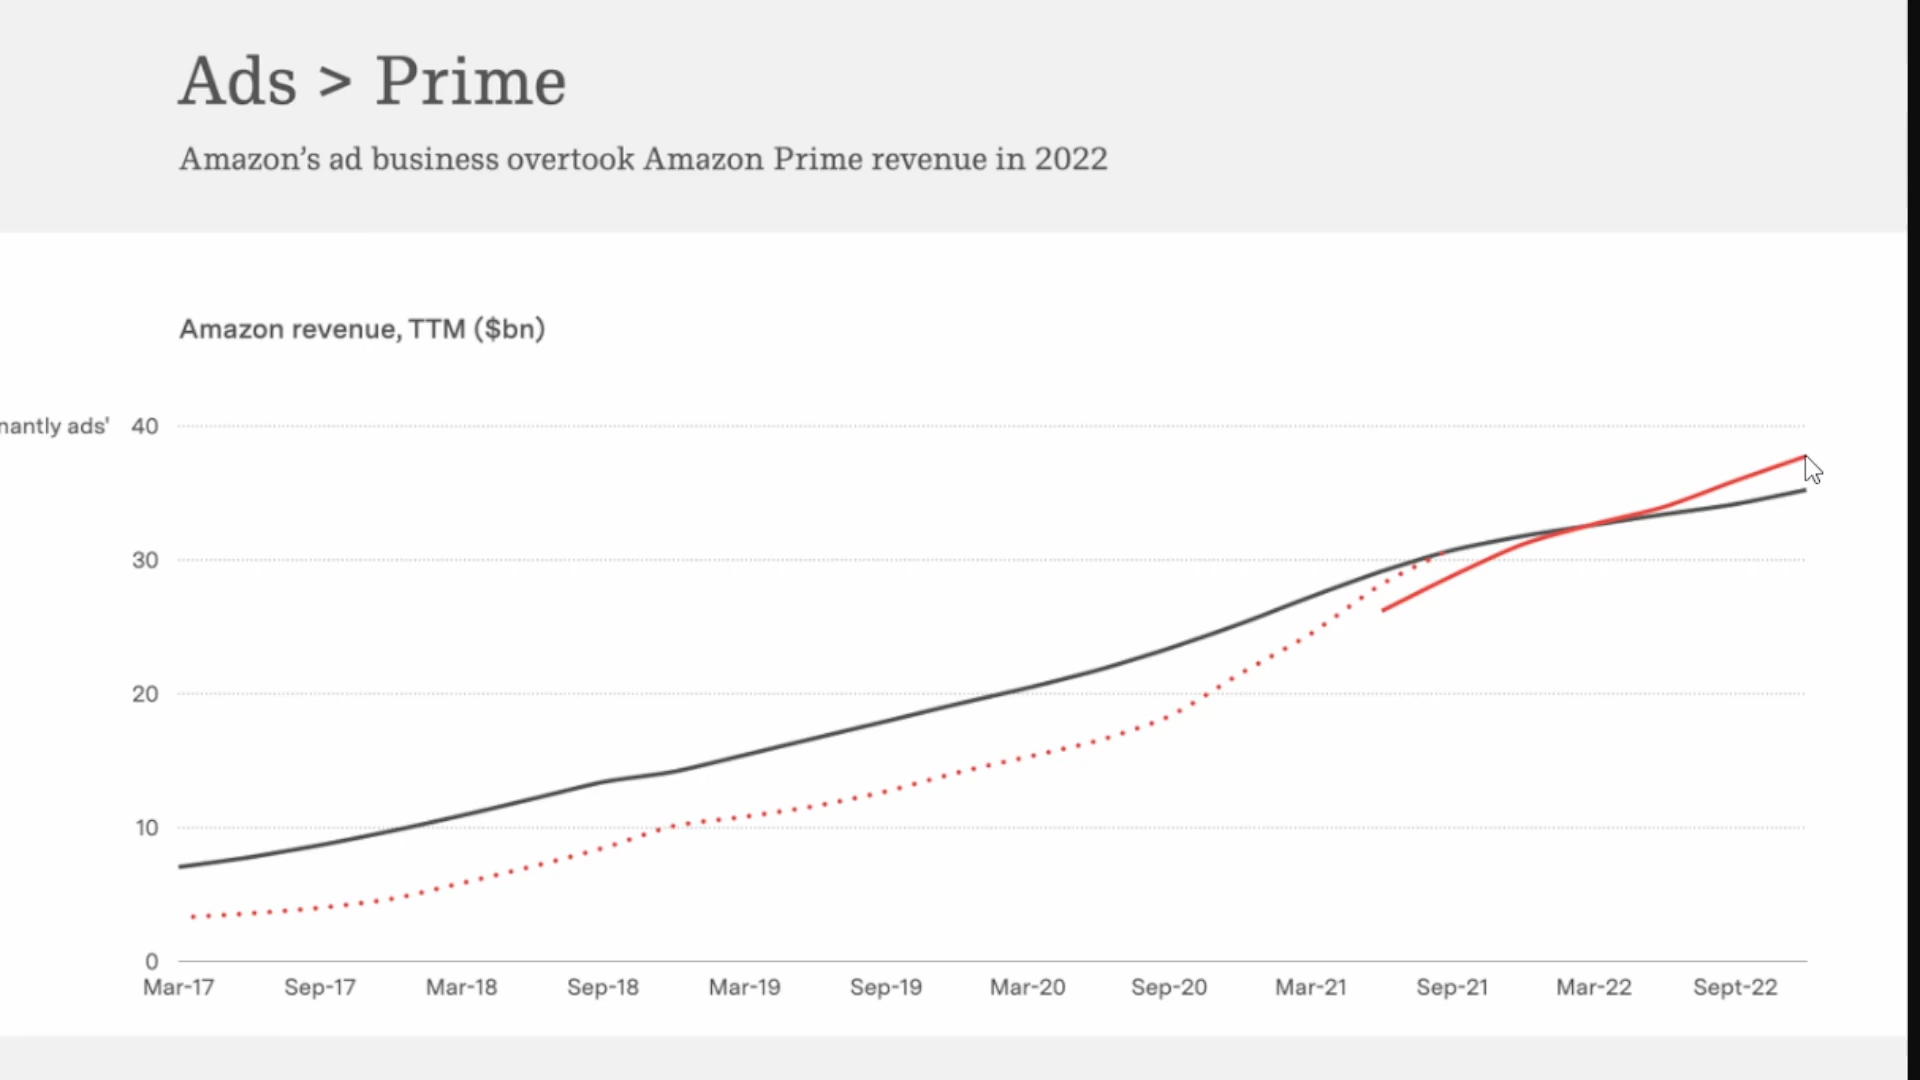 Ads > Prime
Amazon’s ad business overtook Amazon Prime revenue in 2022
Amazon revenue, TTM ($bn)
nantly ads'
40
30
20
10
0
Mar-17 Sep-17 Mar-18 Sep-18 Mar-19 Sep-19 Mar-20 Sep-20 Mar-21 Sep-21 Mar-22 Sept-22